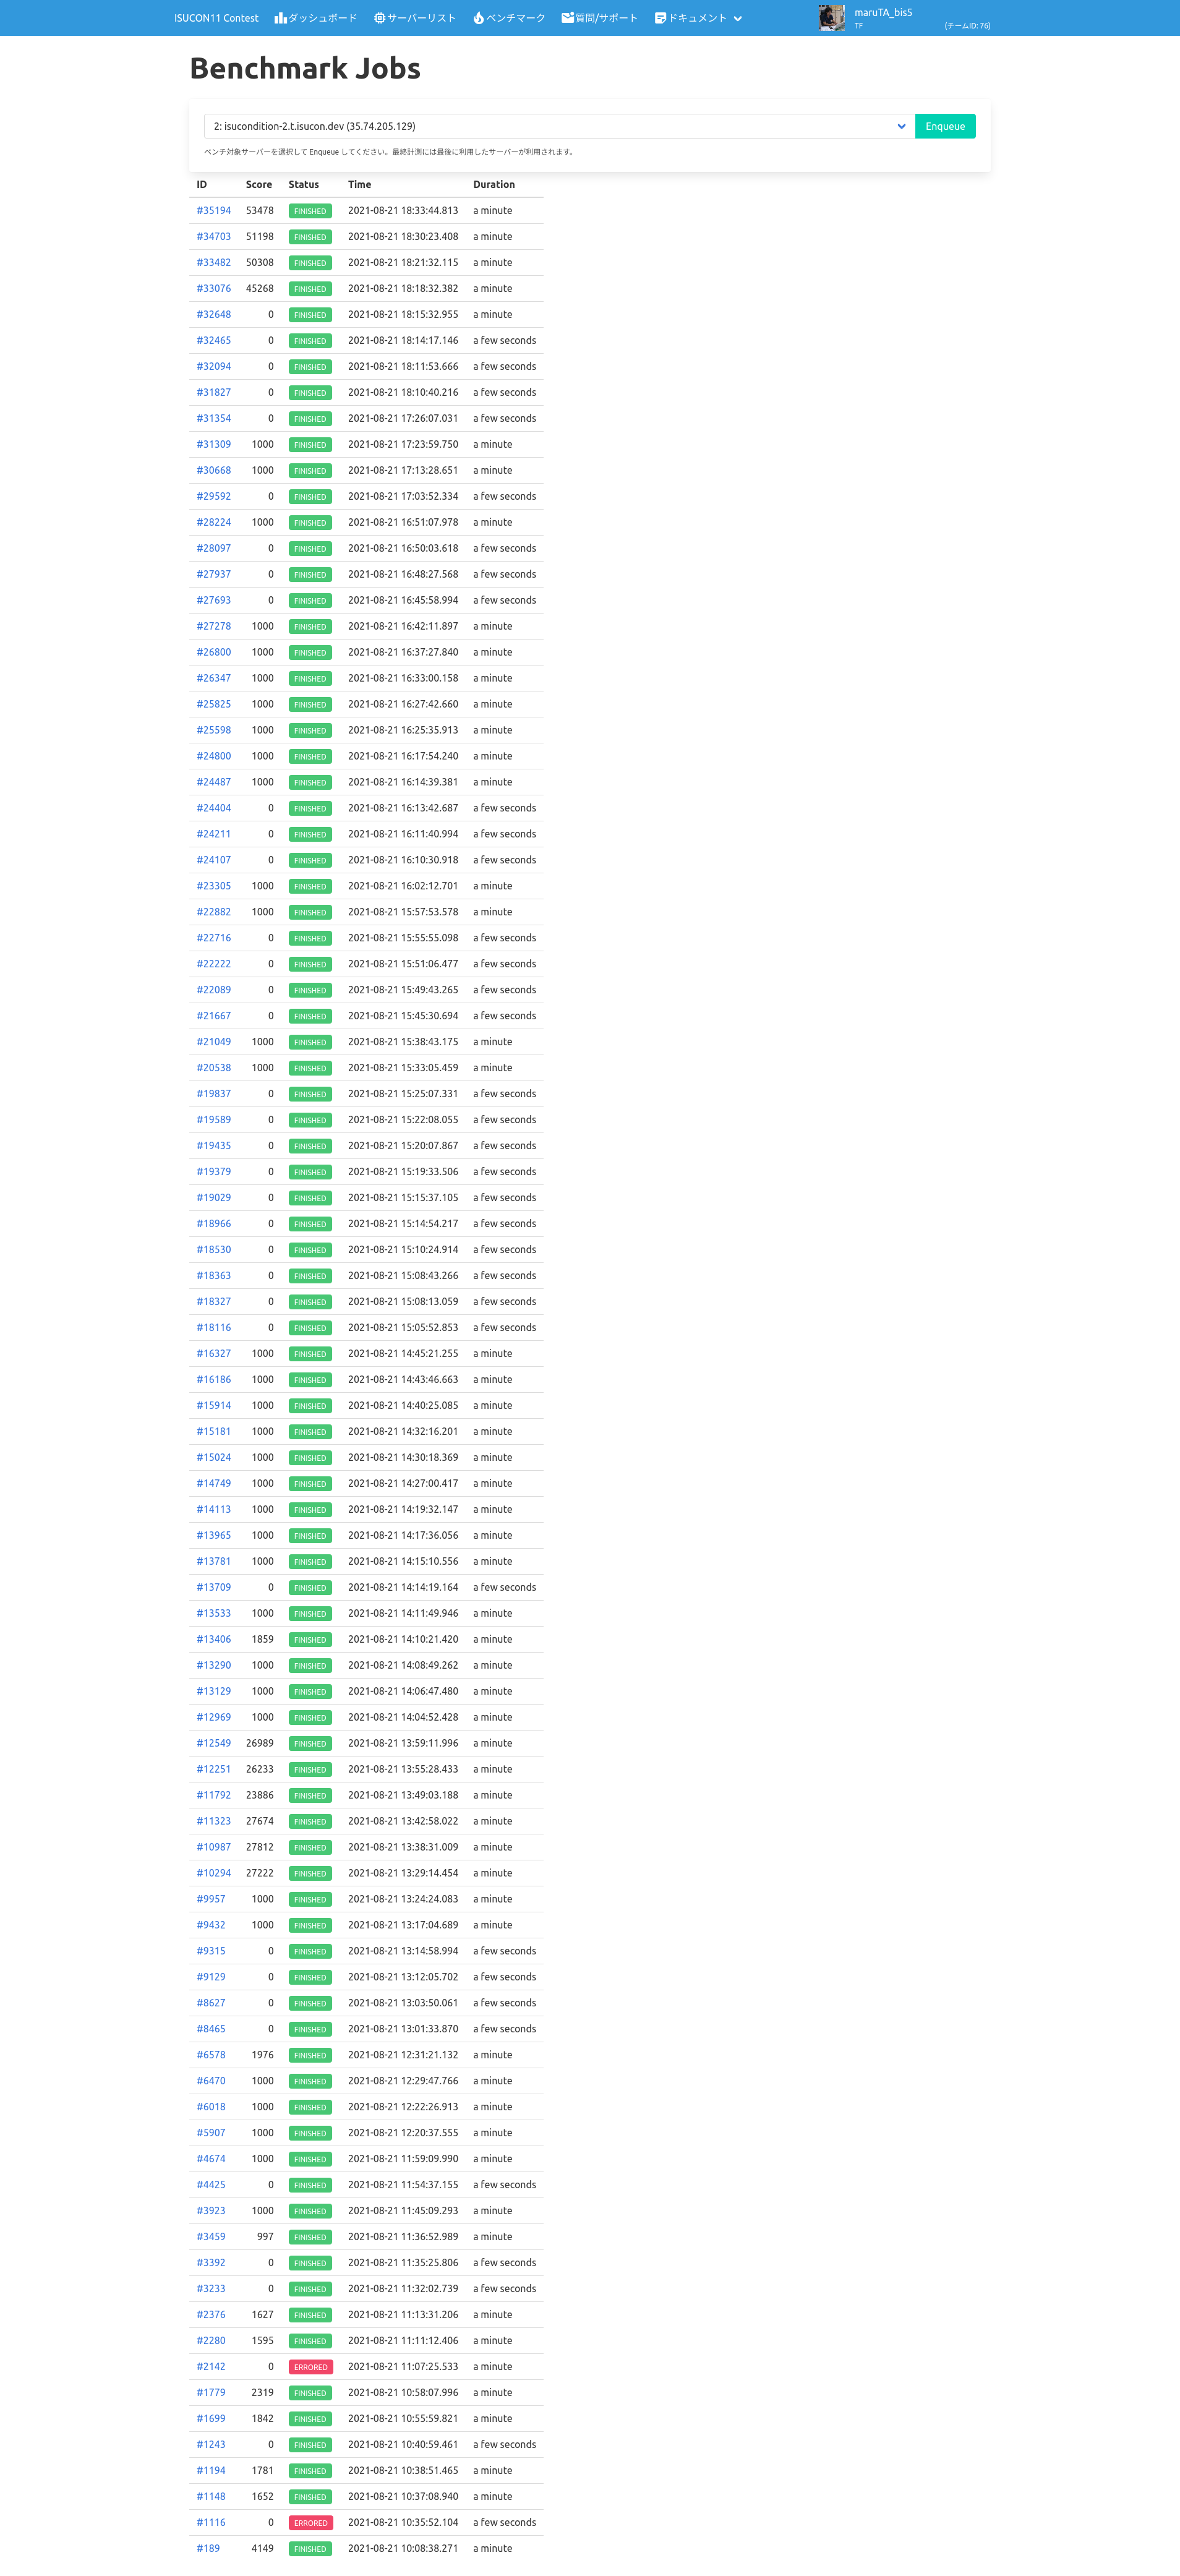 ISUCON11 Contest ダッシュボード サーバーリスト ベンチマーク 質問/サポート ドキュメント maruTA_bis5
TF (チームID: 76)
Benchmark Jobs
2: isucondition-2.t.isucon.dev (35.74.205.129) Enqueue
ベンチ対象サーバーを選択して Enqueue してください。最終計測には最後に利用したサーバーが利用されます。
ID Score Status Time Duration
#35194 53478 FINISHED 2021-08-21 18:33:44.813 a minute
#34703 51198 FINISHED 2021-08-21 18:30:23.408 a minute
#33482 50308 FINISHED 2021-08-21 18:21:32.115 a minute
#33076 45268 FINISHED 2021-08-21 18:18:32.382 a minute
#32648 0 FINISHED 2021-08-21 18:15:32.955 a minute
#32465 0 FINISHED 2021-08-21 18:14:17.146 a few seconds
#32094 0 FINISHED 2021-08-21 18:11:53.666 a few seconds
#31827 0 FINISHED 2021-08-21 18:10:40.216 a few seconds
#31354 0 FINISHED 2021-08-21 17:26:07.031 a few seconds
#31309 1000 FINISHED 2021-08-21 17:23:59.750 a minute
#30668 1000 FINISHED 2021-08-21 17:13:28.651 a minute
#29592 0 FINISHED 2021-08-21 17:03:52.334 a few seconds
#28224 1000 FINISHED 2021-08-21 16:51:07.978 a minute
#28097 0 FINISHED 2021-08-21 16:50:03.618 a few seconds
#27937 0 FINISHED 2021-08-21 16:48:27.568 a few seconds
#27693 0 FINISHED 2021-08-21 16:45:58.994 a few seconds
#27278 1000 FINISHED 2021-08-21 16:42:11.897 a minute
#26800 1000 FINISHED 2021-08-21 16:37:27.840 a minute
#26347 1000 FINISHED 2021-08-21 16:33:00.158 a minute
#25825 1000 FINISHED 2021-08-21 16:27:42.660 a minute
#25598 1000 FINISHED 2021-08-21 16:25:35.913 a minute
#24800 1000 FINISHED 2021-08-21 16:17:54.240 a minute
#24487 1000 FINISHED 2021-08-21 16:14:39.381 a minute
#24404 0 FINISHED 2021-08-21 16:13:42.687 a few seconds
#24211 0 FINISHED 2021-08-21 16:11:40.994 a few seconds
#24107 0 FINISHED 2021-08-21 16:10:30.918 a few seconds
#23305 1000 FINISHED 2021-08-21 16:02:12.701 a minute
#22882 1000 FINISHED 2021-08-21 15:57:53.578 a minute
#22716 0 FINISHED 2021-08-21 15:55:55.098 a few seconds
#22222 0 FINISHED 2021-08-21 15:51:06.477 a few seconds
#22089 0 FINISHED 2021-08-21 15:49:43.265 a few seconds
#21667 0 FINISHED 2021-08-21 15:45:30.694 a few seconds
#21049 1000 FINISHED 2021-08-21 15:38:43.175 a minute
#20538 1000 FINISHED 2021-08-21 15:33:05.459 a minute
#19837 0 FINISHED 2021-08-21 15:25:07.331 a few seconds
#19589 0 FINISHED 2021-08-21 15:22:08.055 a few seconds
#19435 0 FINISHED 2021-08-21 15:20:07.867 a few seconds
#19379 0 FINISHED 2021-08-21 15:19:33.506 a few seconds
#19029 0 FINISHED 2021-08-21 15:15:37.105 a few seconds
#18966 0 FINISHED 2021-08-21 15:14:54.217 a few seconds
#18530 0 FINISHED 2021-08-21 15:10:24.914 a few seconds
#18363 0 FINISHED 2021-08-21 15:08:43.266 a few seconds
#18327 0 FINISHED 2021-08-21 15:08:13.059 a few seconds
#18116 0 FINISHED 2021-08-21 15:05:52.853 a few seconds
#16327 1000 FINISHED 2021-08-21 14:45:21.255 a minute
#16186 1000 FINISHED 2021-08-21 14:43:46.663 a minute
#15914 1000 FINISHED 2021-08-21 14:40:25.085 a minute
#15181 1000 FINISHED 2021-08-21 14:32:16.201 a minute
#15024 1000 FINISHED 2021-08-21 14:30:18.369 a minute
#14749 1000 FINISHED 2021-08-21 14:27:00.417 a minute
#14113 1000 FINISHED 2021-08-21 14:19:32.147 a minute
#13965 1000 FINISHED 2021-08-21 14:17:36.056 a minute
#13781 1000 FINISHED 2021-08-21 14:15:10.556 a minute
#13709 0 FINISHED 2021-08-21 14:14:19.164 a few seconds
#13533 1000 FINISHED 2021-08-21 14:11:49.946 a minute
#13406 1859 FINISHED 2021-08-21 14:10:21.420 a minute
#13290 1000 FINISHED 2021-08-21 14:08:49.262 a minute
#13129 1000 FINISHED 2021-08-21 14:06:47.480 a minute
#12969 1000 FINISHED 2021-08-21 14:04:52.428 a minute
#12549 26989 FINISHED 2021-08-21 13:59:11.996 a minute
#12251 26233 FINISHED 2021-08-21 13:55:28.433 a minute
#11792 23886 FINISHED 2021-08-21 13:49:03.188 a minute
#11323 27674 FINISHED 2021-08-21 13:42:58.022 a minute
#10987 27812 FINISHED 2021-08-21 13:38:31.009 a minute
#10294 27222 FINISHED 2021-08-21 13:29:14.454 a minute
#9957 1000 FINISHED 2021-08-21 13:24:24.083 a minute
#9432 1000 FINISHED 2021-08-21 13:17:04.689 a minute
#9315 0 FINISHED 2021-08-21 13:14:58.994 a few seconds
#9129 0 FINISHED 2021-08-21 13:12:05.702 a few seconds
#8627 0 FINISHED 2021-08-21 13:03:50.061 a few seconds
#8465 0 FINISHED 2021-08-21 13:01:33.870 a few seconds
#6578 1976 FINISHED 2021-08-21 12:31:21.132 a minute
#6470 1000 FINISHED 2021-08-21 12:29:47.766 a minute
#6018 1000 FINISHED 2021-08-21 12:22:26.913 a minute
#5907 1000 FINISHED 2021-08-21 12:20:37.555 a minute
#4674 1000 FINISHED 2021-08-21 11:59:09.990 a minute
#4425 0 FINISHED 2021-08-21 11:54:37.155 a few seconds
#3923 1000 FINISHED 2021-08-21 11:45:09.293 a minute
#3459 997 FINISHED 2021-08-21 11:36:52.989 a minute
#3392 0 FINISHED 2021-08-21 11:35:25.806 a few seconds
#3233 0 FINISHED 2021-08-21 11:32:02.739 a few seconds
#2376 1627 FINISHED 2021-08-21 11:13:31.206 a minute
#2280 1595 FINISHED 2021-08-21 11:11:12.406 a minute
#2142 0 ERRORED 2021-08-21 11:07:25.533 a minute
#1779 2319 FINISHED 2021-08-21 10:58:07.996 a minute
#1699 1842 FINISHED 2021-08-21 10:55:59.821 a minute
#1243 0 FINISHED 2021-08-21 10:40:59.461 a few seconds
#1194 1781 FINISHED 2021-08-21 10:38:51.465 a minute
#1148 1652 FINISHED 2021-08-21 10:37:08.940 a minute
#1116 0 ERRORED 2021-08-21 10:35:52.104 a few seconds
#189 4149 FINISHED 2021-08-21 10:08:38.271 a minute